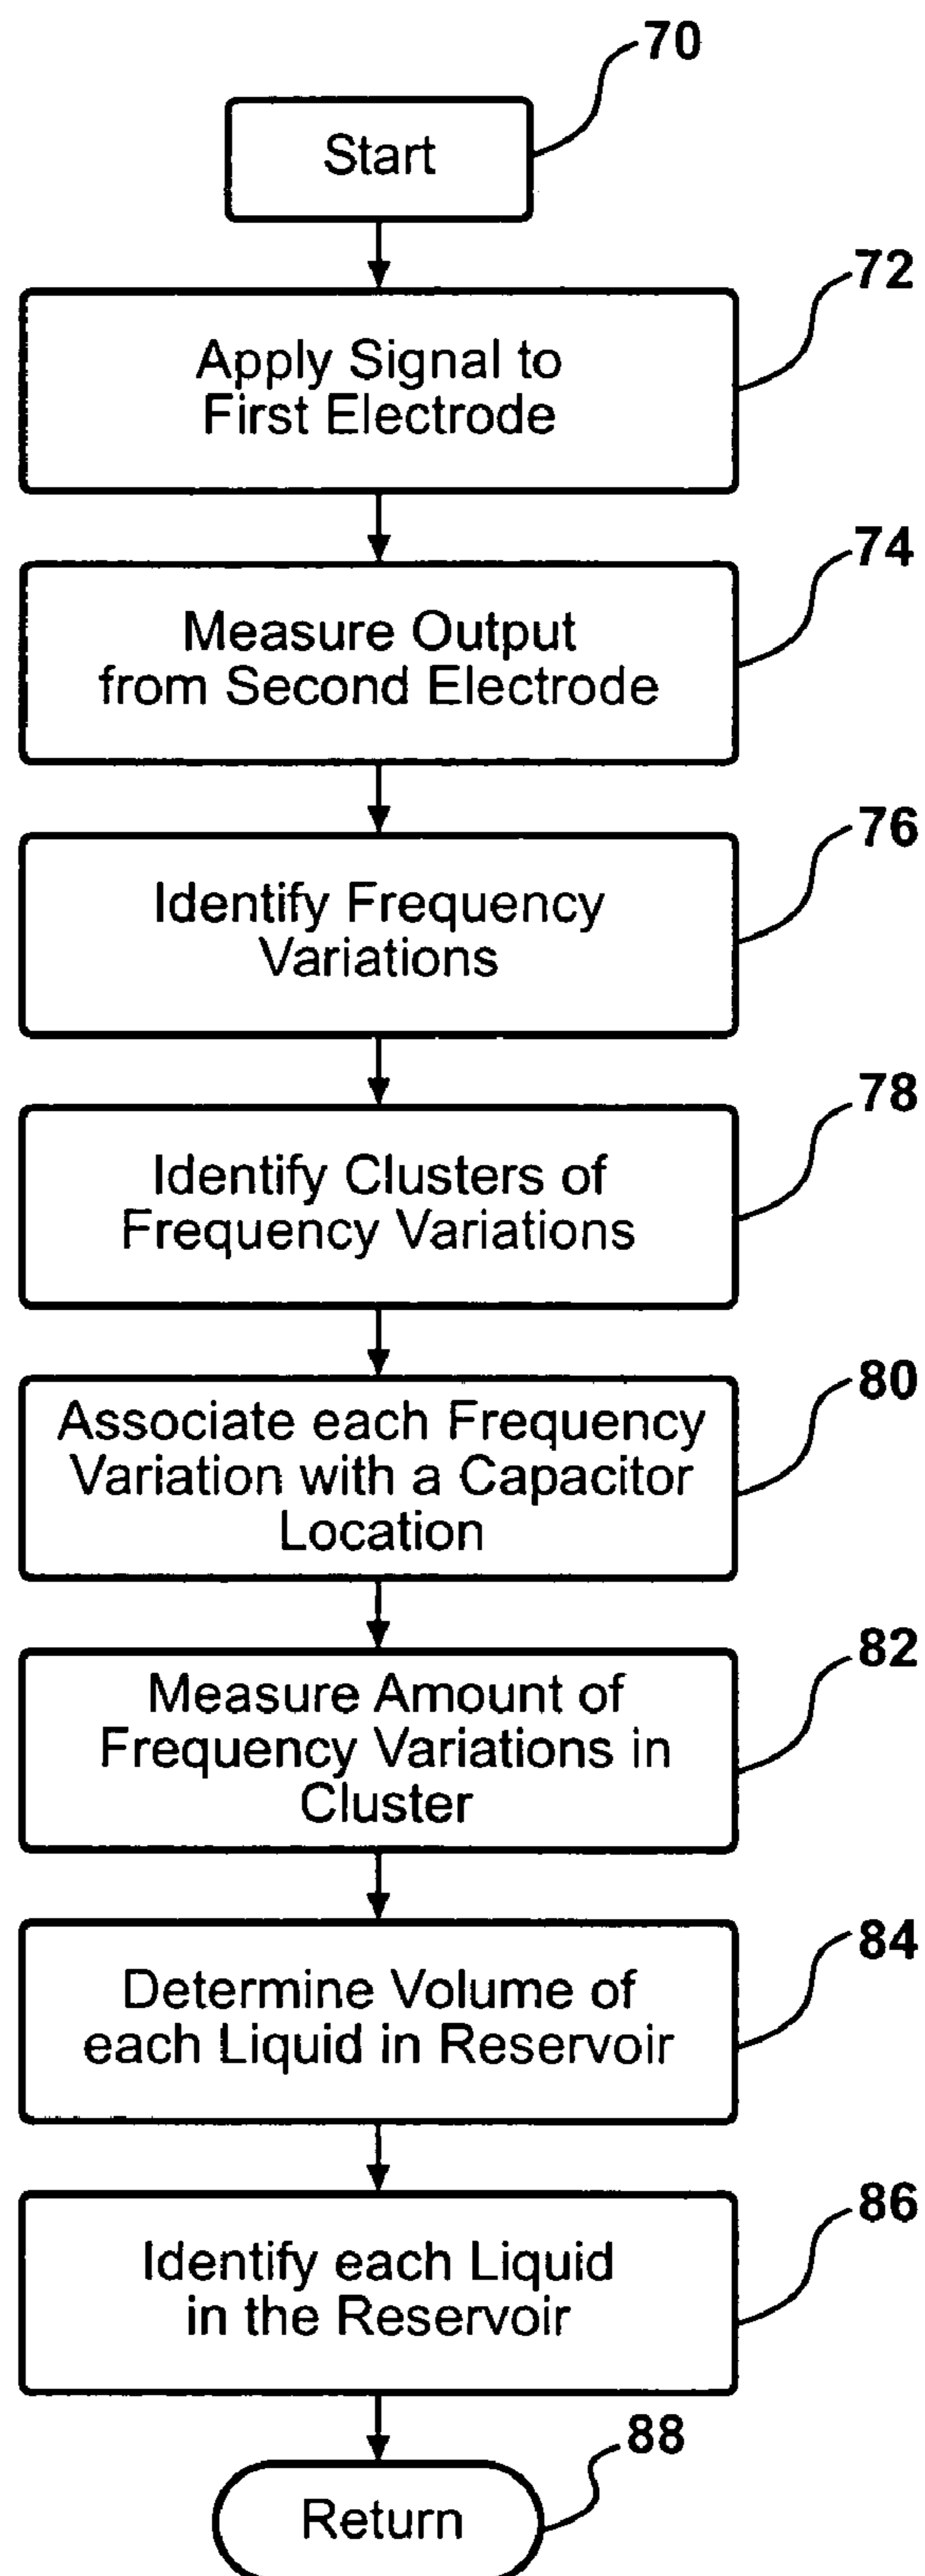 70
Start
72
Apply Signal to
First Electrode
74
Measure Output
from Second Electrode
76
Identify Frequency
Variations
78
Identify Clusters of
Frequency Variations
80
Associate each Frequency
Variation with a Capacitor
Location
82
Measure Amount of
Frequency Variations in
Cluster
84
Determine Volume of
each Liquid in Reservoir
86
Identify each Liquid
in the Reservoir
88
Return